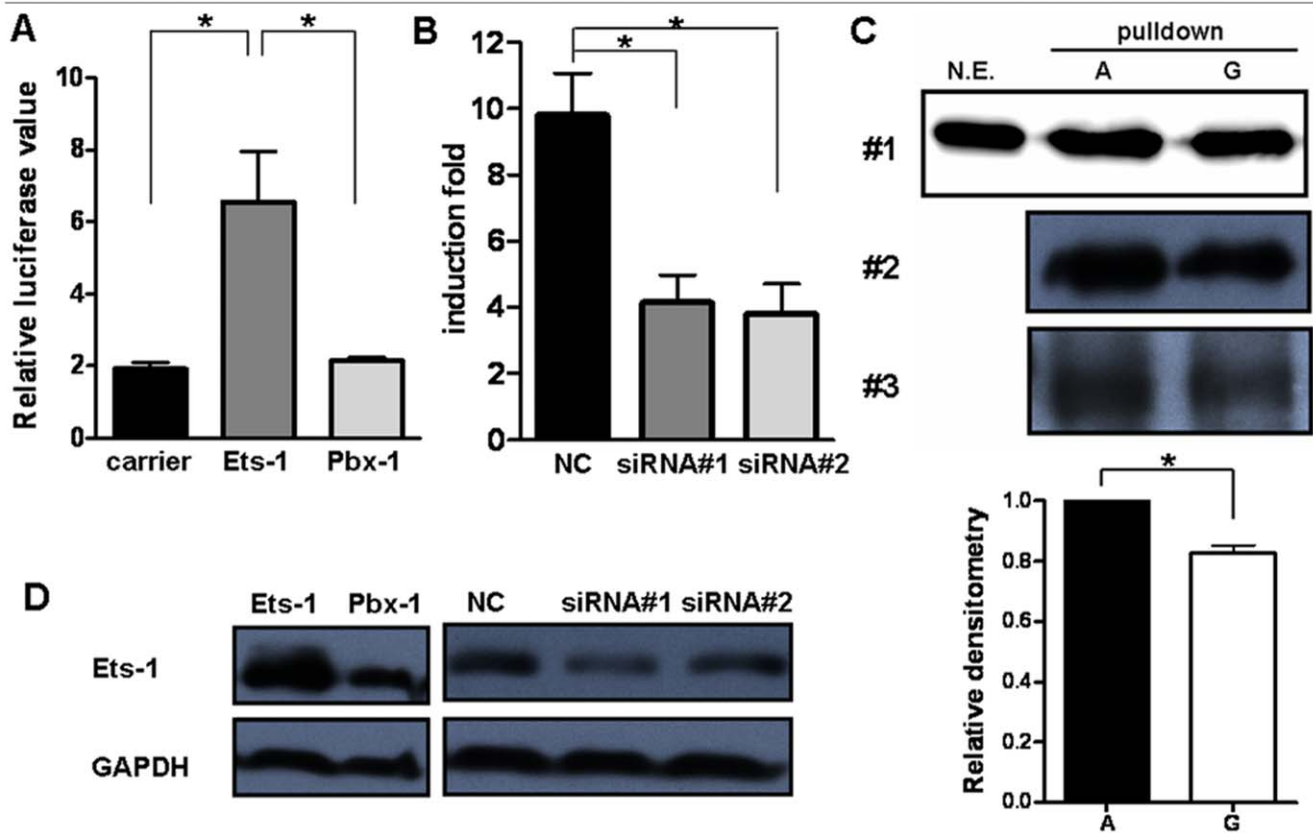 A
* *
Relative luciferase value
10
8
6
4
2
0
carrier Ets-1 Pbx-1
B
*
*
induction fold
12
10
8
6
4
2
0
NC siRNA#1 siRNA#2
C
pulldown
N.E. A G
#1
#2
#3
*
Relative densitometry
1.0
0.8
0.6
0.4
0.2
0.0
A G
D
Ets-1 Pbx-1 NC siRNA#1 siRNA#2
Ets-1
GAPDH